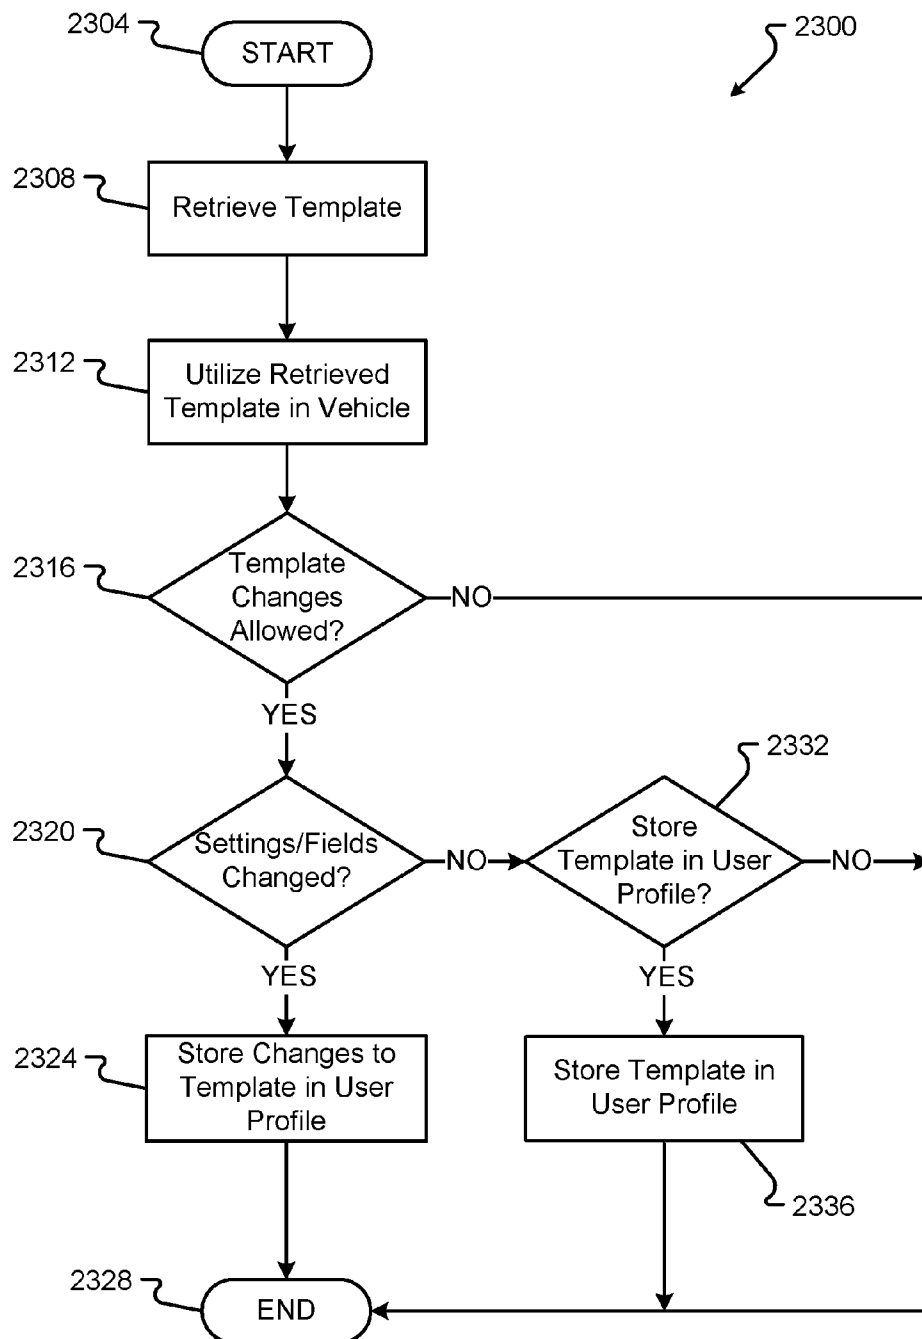 2304
START
2300
2308
Retrieve Template
2312
Utilize Retrieved
Template in Vehicle
2316
Template
Changes
Allowed?
NO
YES
2332
2320
Settings/Fields
Changed?
NO
Store
Template in User
Profile?
NO
YES
YES
2324
Store Changes to
Template in User
Profile
Store Template in
User Profile
2336
2328
END